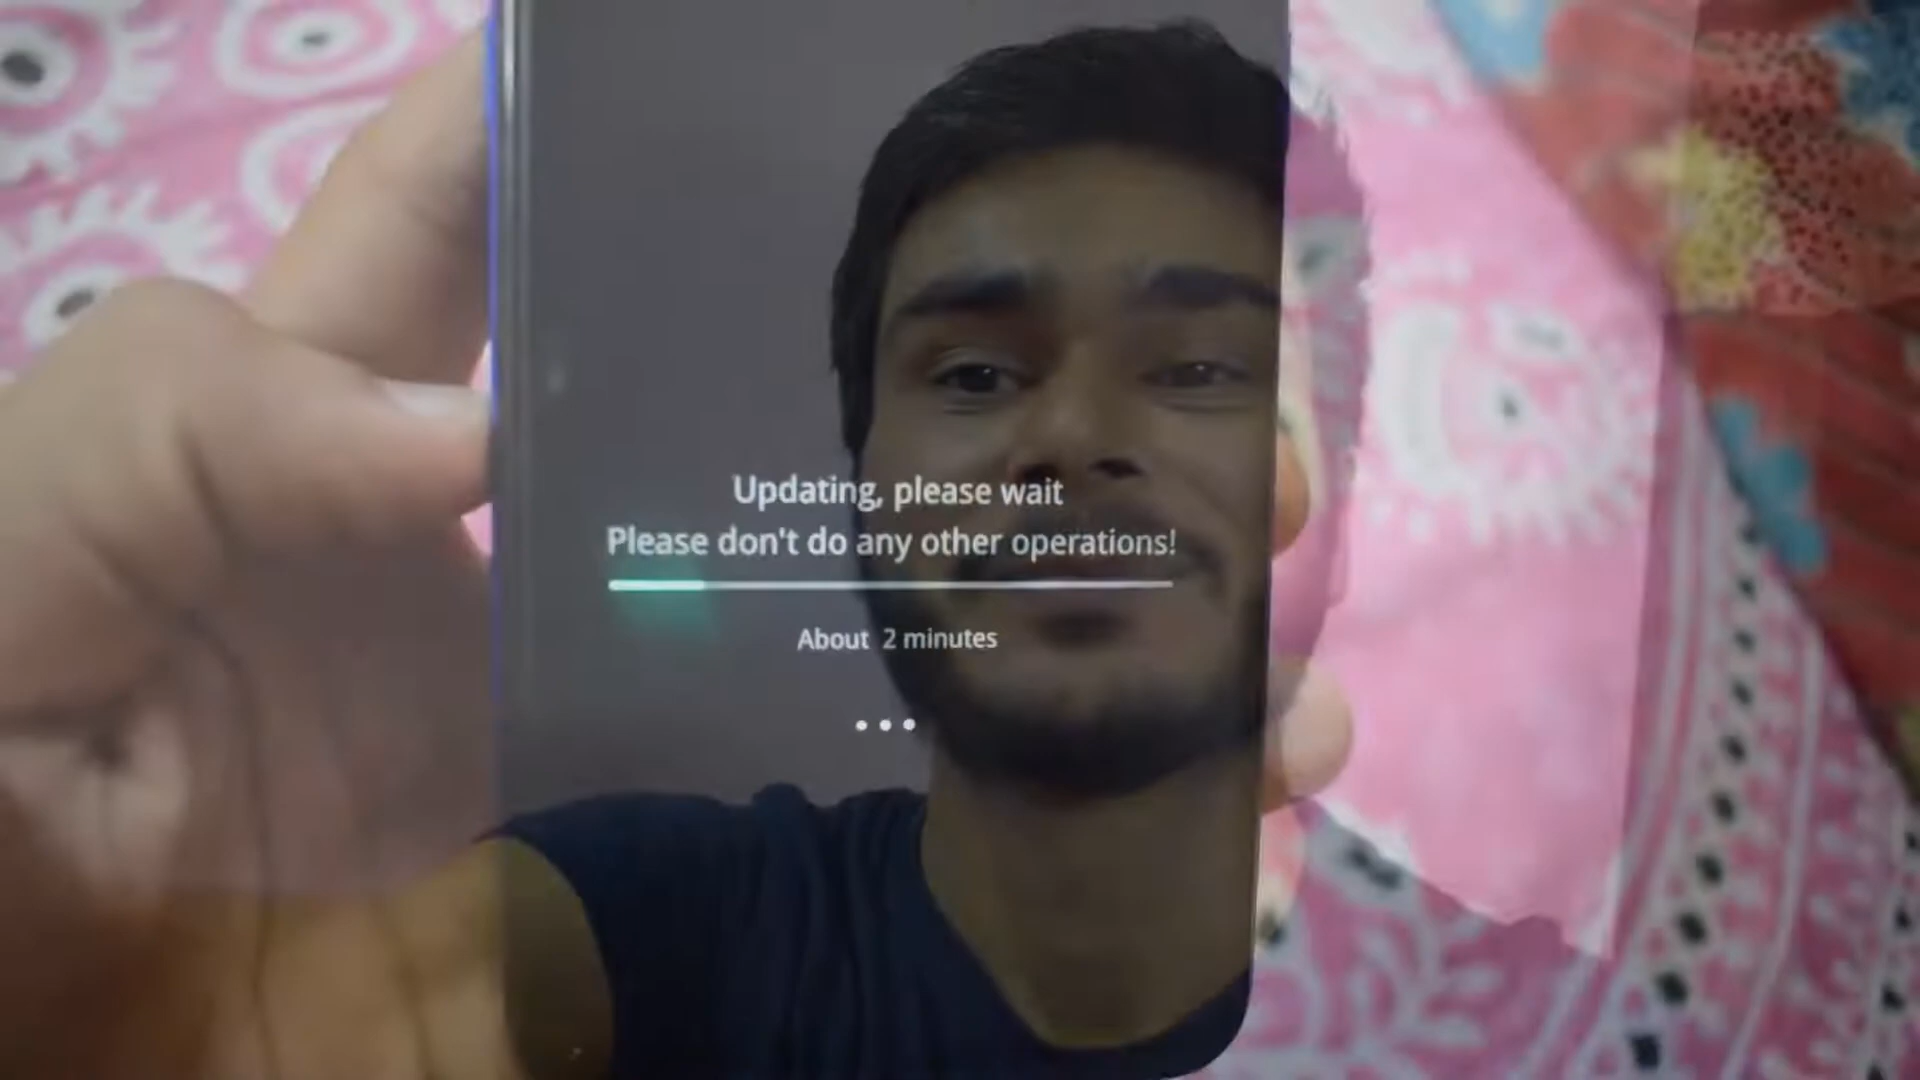 Updating, please wait
Please don't do any other operations!
About 2 minutes